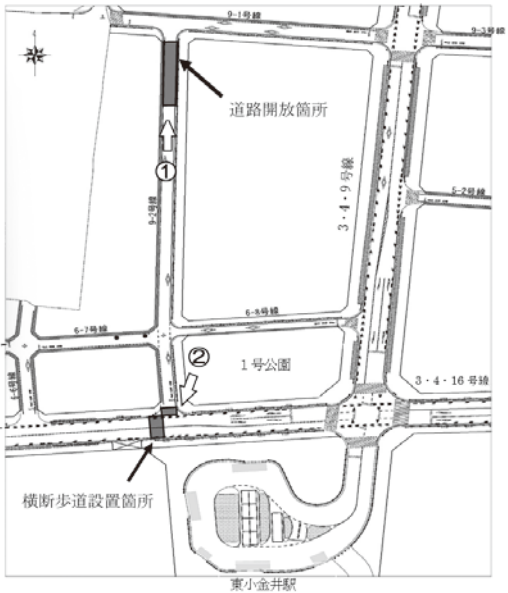 9-1号線
9-3号線
道路開放箇所
①
9-2号線
3・4・9号線
5-2号線
6-8号線
6-7号線
②
1号公園
3・4・16号線
横断歩道設置箇所
東小金井駅